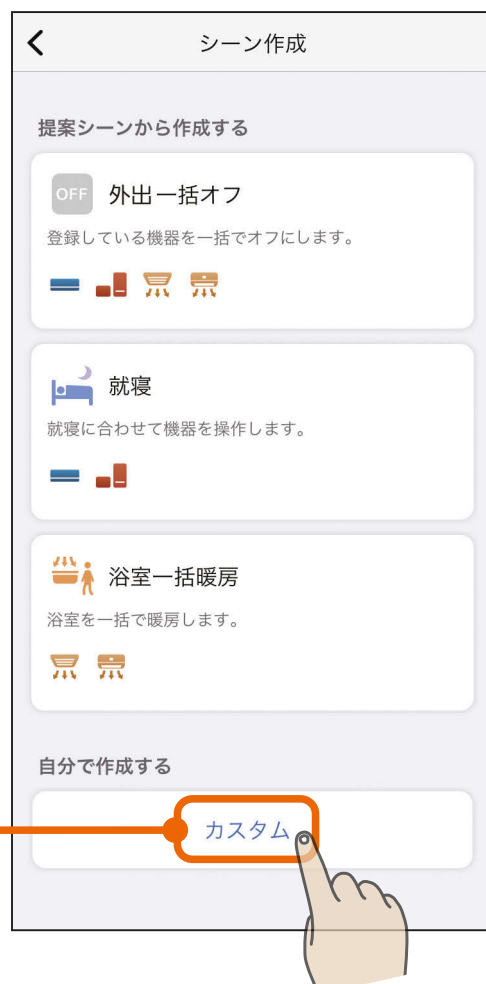 シーン作成
提案シーンから作成する
OFF 外出一括オフ
登録している機器を一括でオフにします。
就寝
就寝に合わせて機器を操作します。
浴室一括暖房
浴室を一括で暖房します。
自分で作成する
カスタム